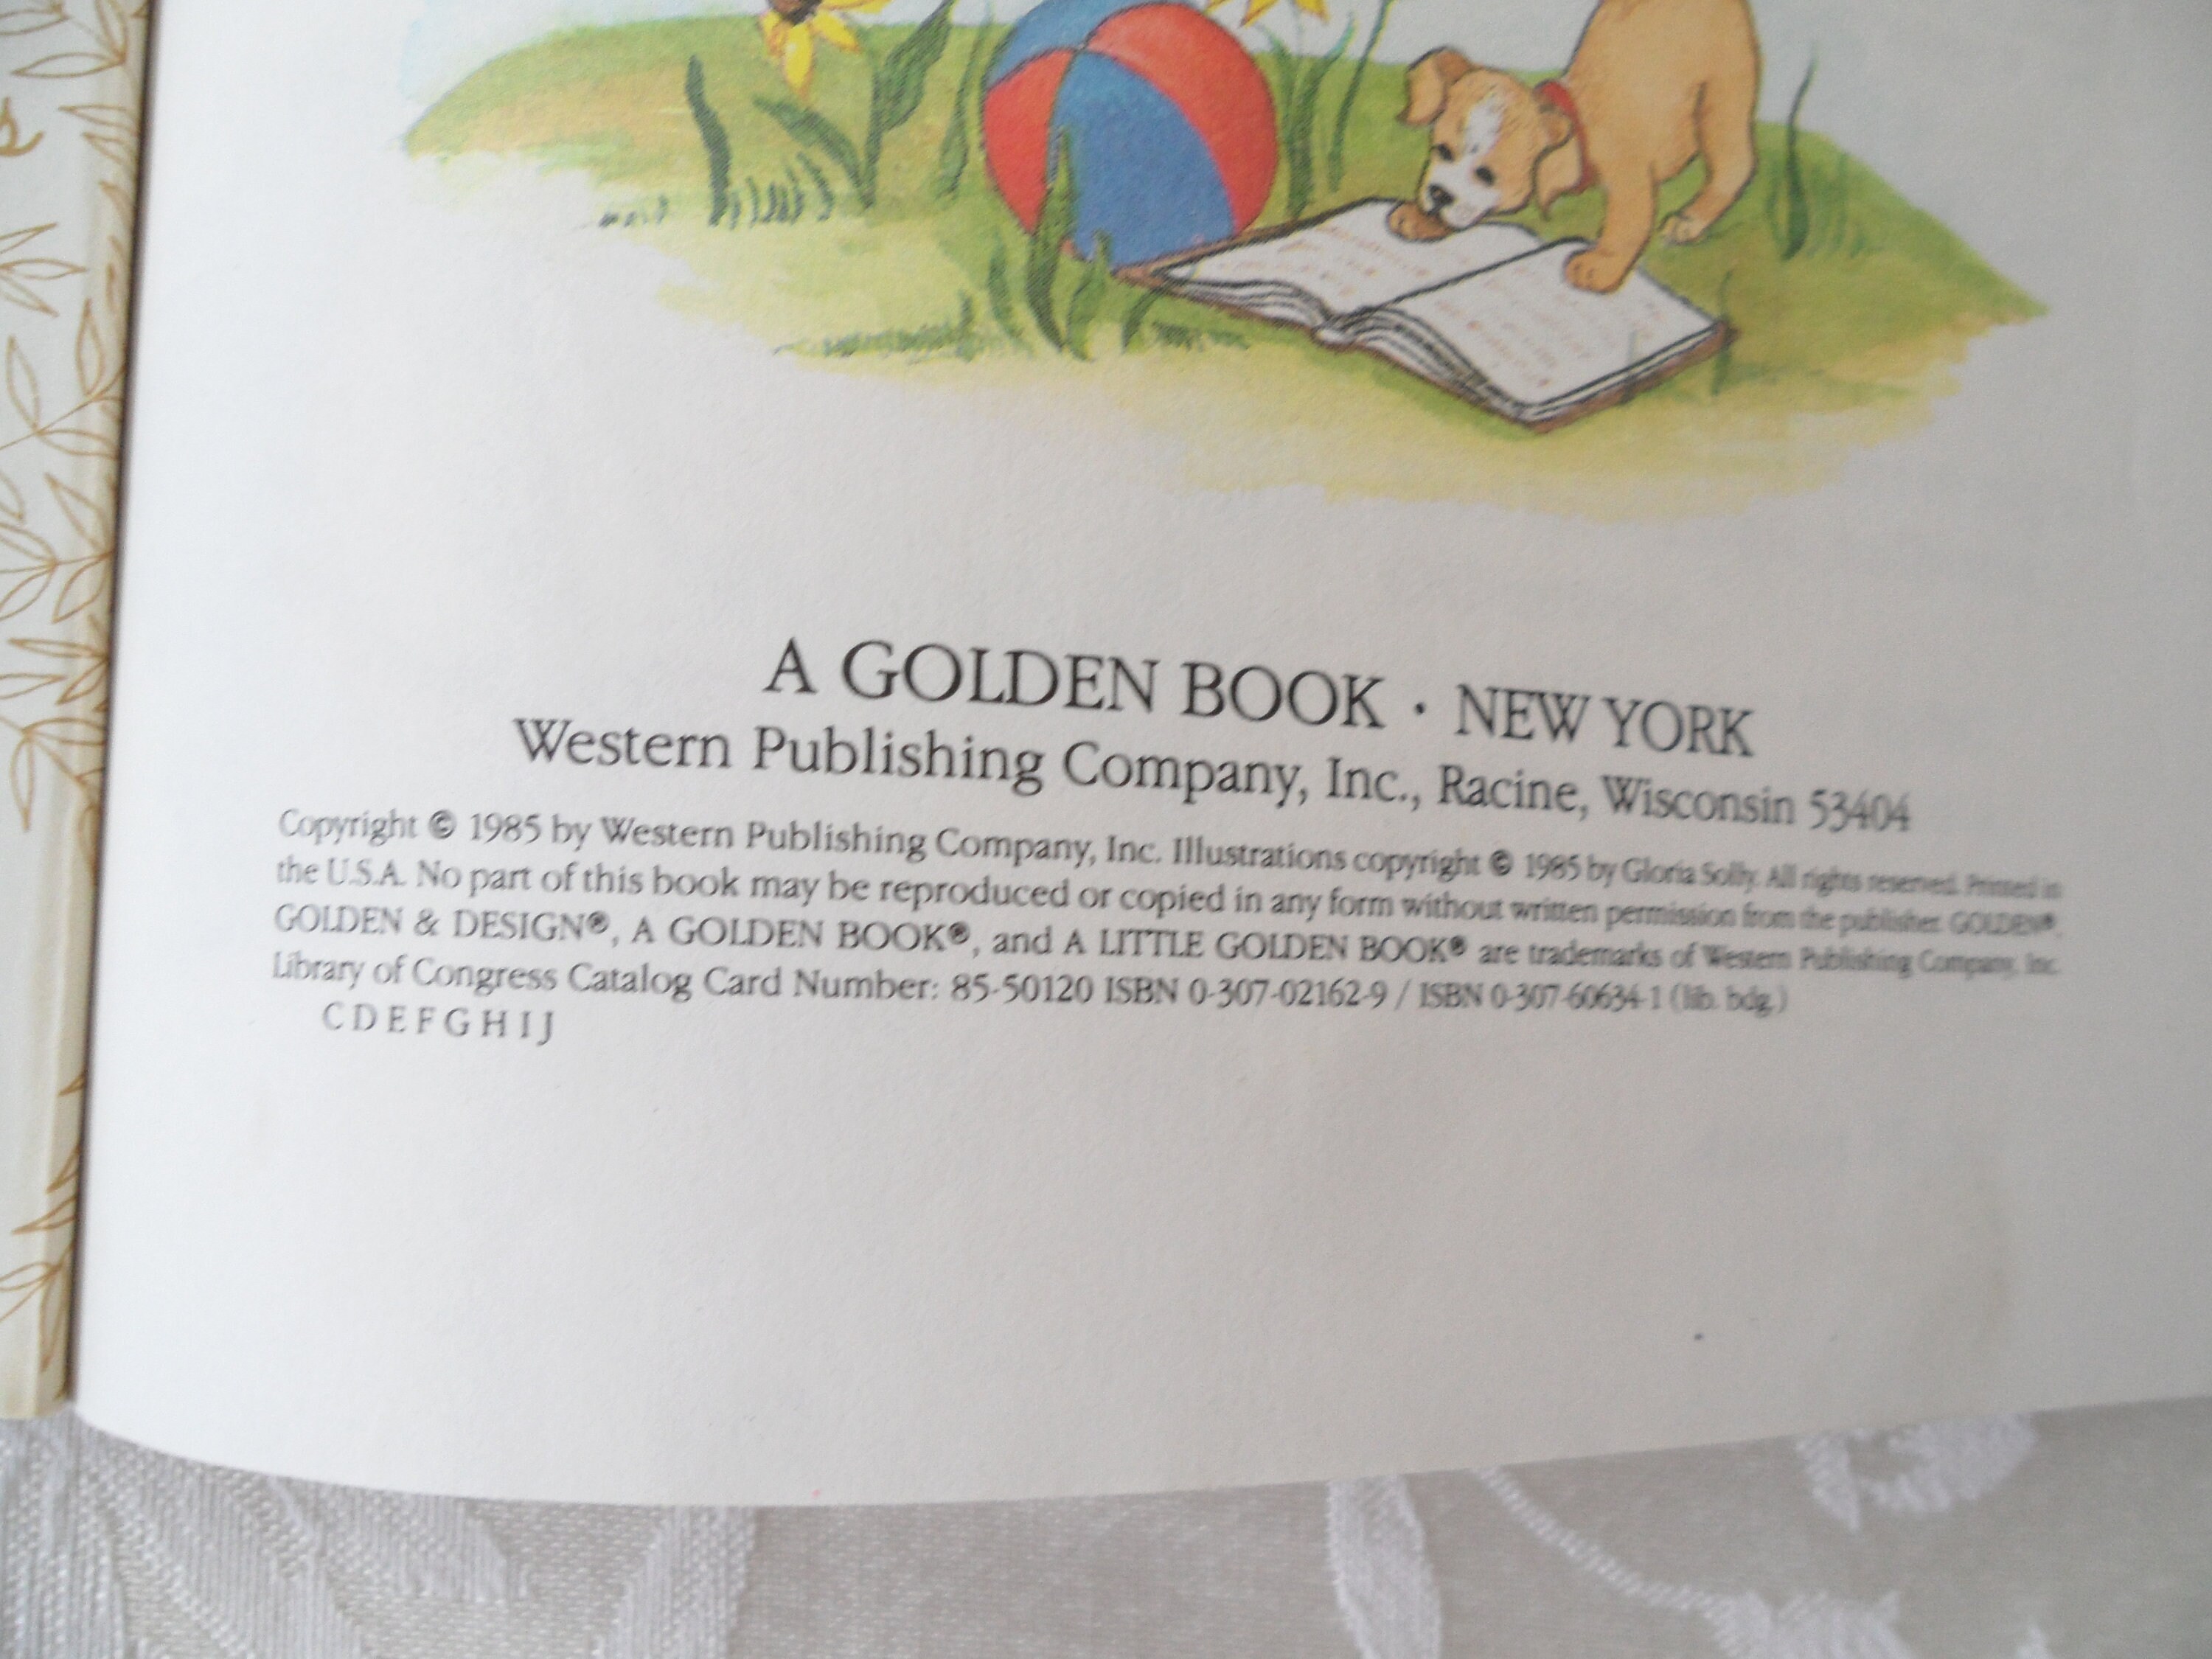 A GOLDEN BOOK · NEW YORK
Western Publishing Company, Inc., Racine, Wisconsin 53404
Copyright © 1985 by Western Publishing Company, Inc. Illustrations copyright © 1985 by Gloria Solly. All rights reserved. Printed in
the U.S.A. No part of this book may be reproduced or copied in any form without written permission from the publisher. GOLDEN®,
GOLDEN & DESIGN®, A GOLDEN BOOK®, and A LITTLE GOLDEN BOOK® are trademarks of Western Publishing Company, Inc.
Library of Congress Catalog Card Number: 85-50120 ISBN 0-307-02162-9 / ISBN 0-307-60634-1 (lib. bdg.)
C D E F G H I J